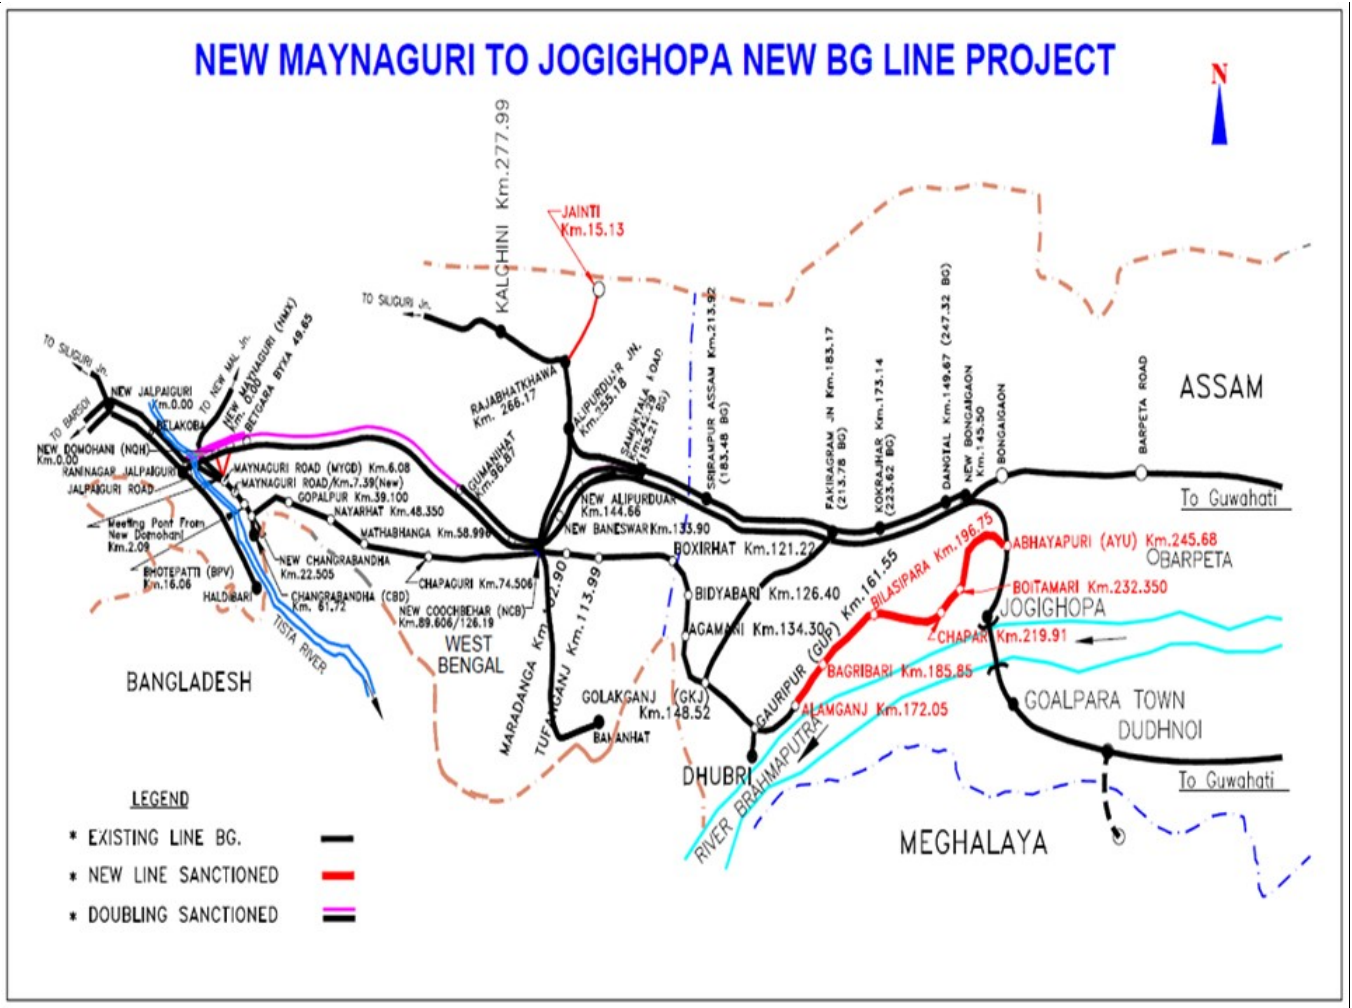 NEW MAYNAGURI TO JOGIGHOPA NEW BG LINE PROJECT
N
KALCHINI Km.277.99
JAINTI
Km.15.13
TO SILIGURI Jn.
TO SILIGURI Jn.
TO BARSOI
NEW JALPAIGURI
Km.0.00
BELAKOBA
TO NEW MAL Jn.
NEW MAYNAGURI (NMX)
Km. 0.00
BETGARA BYXA 49.65
NEW DOMOHANI (NQH)
Km.0.00
RANINAGAR JALPAIGURI
JALPAIGURI ROAD
MAYNAGURI ROAD (MYGD) Km.6.08
MAYNAGURI ROAD/Km.7.39(New)
GOPALPUR Km.39.100
NAYARHAT Km.48.350
MATHABHANGA Km.58.996
CHAPAGURI Km.74.506
Meeting Pont From
New Domohani
Km.2.09
BHOTEPATTI (BPV)
Km.16.06
HALDIBARI
NEW CHANGRABANDHA
Km.22.505
CHANGRABANDHA (CBD)
Km. 61.72
TISTA RIVER
NEW COOCHBEHAR (NCB)
Km.89.606/126.19
GUMANIHAT
Km.96.87
RAJABHATKHAWA
Km. 266.17
ALIPURDUAR JN.
Km.255.18
SAMUKTALA ROAD
Km.242.29
(155.21 BG)
NEW ALIPURDUAR
Km.144.66
NEW BANESWAR Km.133.90
SRIRAMPUR ASSAM Km.213.92
(183.48 BG)
FAKIRAGRAM JN Km.183.17
(213.78 BG)
KOKRAJHAR Km.173.14
(223.62 BG)
DANGTAL Km.149.67 (247.32 BG)
NEW BONGAIGAON
Km.145.50
BONGAIGAON
BARPETA ROAD
ASSAM
To Guwahati
BOXIRHAT Km.121.22
BIDYABARI Km.126.40
AGAMANI Km.134.30
GOLAKGANJ (GKJ)
Km.148.52
BAMANHAT
MARADANGA Km.102.90
TUFANGANJ Km.113.99
GAURIPUR (GUP) Km.161.55
BILASIPARA Km.196.75
ABHAYAPURI (AYU) Km.245.68
BARPETA
BOITAMARI Km.232.350
JOGIGHOPA
CHAPAR Km.219.91
BAGRIBARI Km.185.85
ALAMGANJ Km.172.05
GOALPARA TOWN
DUDHNOI
To Guwahati
DHUBRI
RIVER BRAHMAPUTRA
WEST
BENGAL
BANGLADESH
MEGHALAYA
LEGEND
* EXISTING LINE BG.
* NEW LINE SANCTIONED
* DOUBLING SANCTIONED